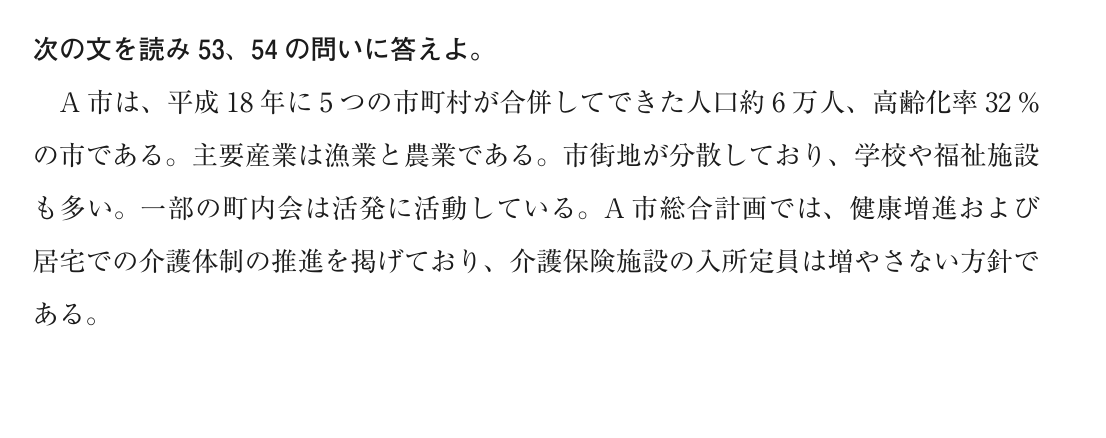 次の文を読み 53、54 の問いに答えよ。
A 市は、平成 18 年に 5 つの市町村が合併してできた人口約 6 万人、高齢化率 32 %
の市である。主要産業は漁業と農業である。市街地が分散しており、学校や福祉施設
も多い。一部の町内会は活発に活動している。A 市総合計画では、健康増進および
居宅での介護体制の推進を掲げており、介護保険施設の入所定員は増やさない方針で
ある。